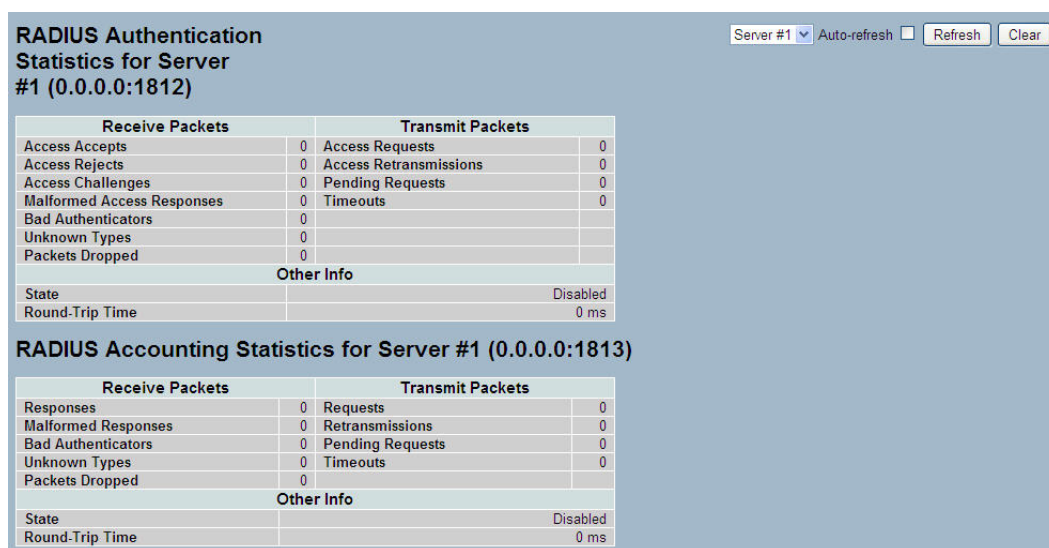 RADIUS Authentication
Statistics for Server
#1 (0.0.0.0:1812)
Server #1 Auto-refresh Refresh Clear
Receive Packets Transmit Packets
Access Accepts 0 Access Requests 0
Access Rejects 0 Access Retransmissions 0
Access Challenges 0 Pending Requests 0
Malformed Access Responses 0 Timeouts 0
Bad Authenticators 0
Unknown Types 0
Packets Dropped 0
Other Info
State Disabled
Round-Trip Time 0 ms
RADIUS Accounting Statistics for Server #1 (0.0.0.0:1813)
Receive Packets Transmit Packets
Responses 0 Requests 0
Malformed Responses 0 Retransmissions 0
Bad Authenticators 0 Pending Requests 0
Unknown Types 0 Timeouts 0
Packets Dropped 0
Other Info
State Disabled
Round-Trip Time 0 ms